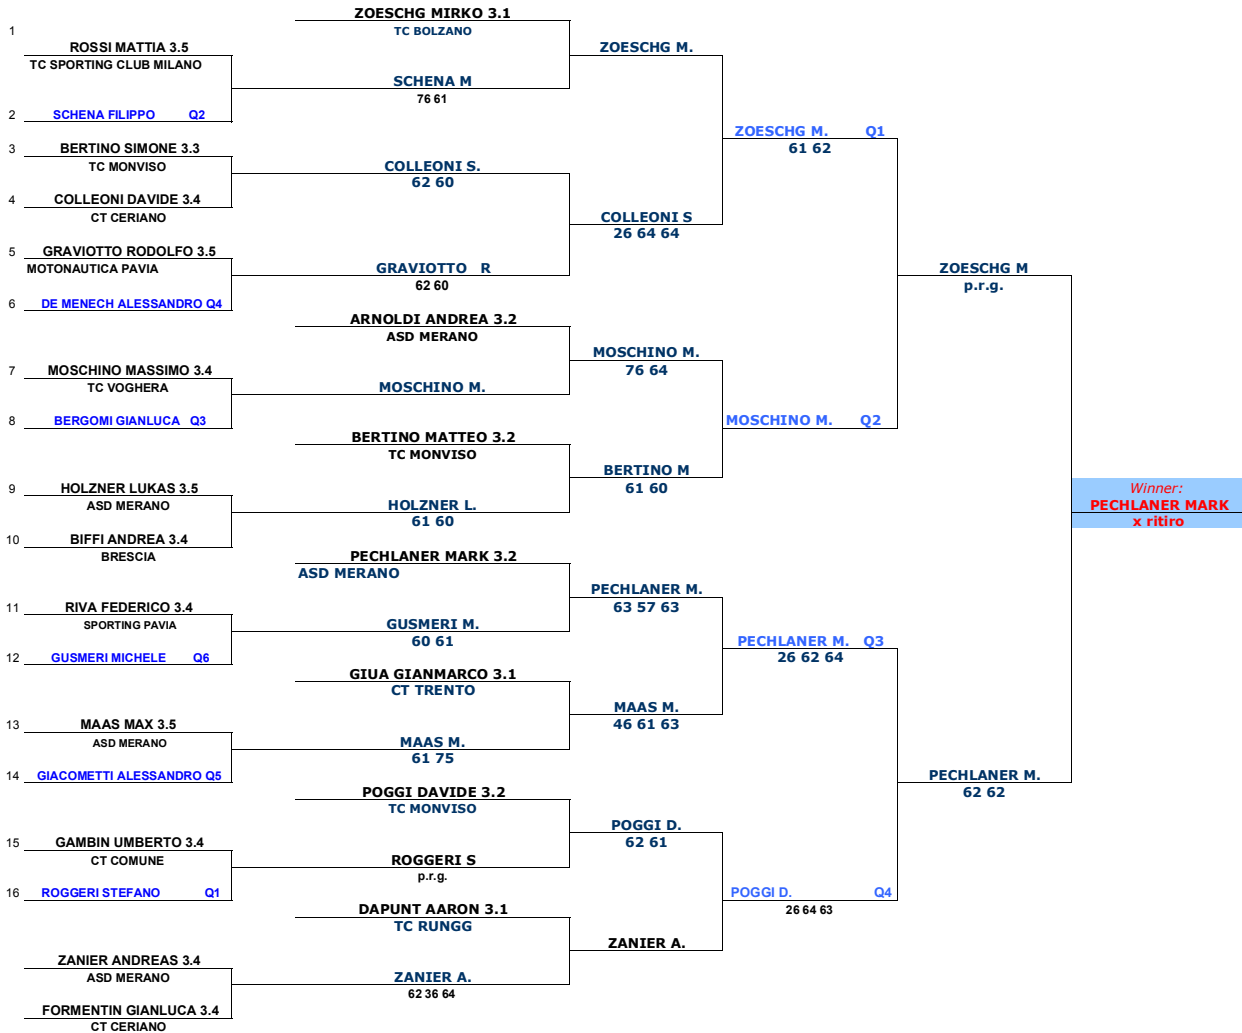 ZOESCHG MIRKO 3.1
1
TC BOLZANO
ROSSI MATTIA 3.5
ZOESCHG M.
TC SPORTING CLUB MILANO
SCHENA M
76 61
2 SCHENA FILIPPO Q2
ZOESCHG M. Q1
3 BERTINO SIMONE 3.3
61 62
TC MONVISO
COLLEONI S.
62 60
4 COLLEONI DAVIDE 3.4
CT CERIANO
COLLEONI S
26 64 64
5 GRAVIOTTO RODOLFO 3.5
MOTONAUTICA PAVIA
GRAVIOTTO R
ZOESCHG M
62 60
p.r.g.
6 DE MENECH ALESSANDRO Q4
ARNOLDI ANDREA 3.2
ASD MERANO
MOSCHINO M.
76 64
7 MOSCHINO MASSIMO 3.4
TC VOGHERA
MOSCHINO M.
8 BERGOMI GIANLUCA Q3
MOSCHINO M. Q2
BERTINO MATTEO 3.2
TC MONVISO
BERTINO M
61 60
9 HOLZNER LUKAS 3.5
Winner:
ASD MERANO
HOLZNER L.
PECHLANER MARK
61 60
x ritiro
10 BIFFI ANDREA 3.4
BRESCIA
PECHLANER MARK 3.2
ASD MERANO
PECHLANER M.
63 57 63
11 RIVA FEDERICO 3.4
SPORTING PAVIA
GUSMERI M.
60 61
12 GUSMERI MICHELE Q6
PECHLANER M. Q3
26 62 64
GIUA GIANMARCO 3.1
CT TRENTO
MAAS M.
46 61 63
13 MAAS MAX 3.5
ASD MERANO
MAAS M.
61 75
14 GIACOMETTI ALESSANDRO Q5
PECHLANER M.
62 62
POGGI DAVIDE 3.2
TC MONVISO
POGGI D.
62 61
15 GAMBIN UMBERTO 3.4
CT COMUNE
ROGGERI S
p.r.g.
16 ROGGERI STEFANO Q1
POGGI D. Q4
26 64 63
DAPUNT AARON 3.1
TC RUNGG
ZANIER A.
ZANIER ANDREAS 3.4
ASD MERANO
ZANIER A.
62 36 64
FORMENTIN GIANLUCA 3.4
CT CERIANO